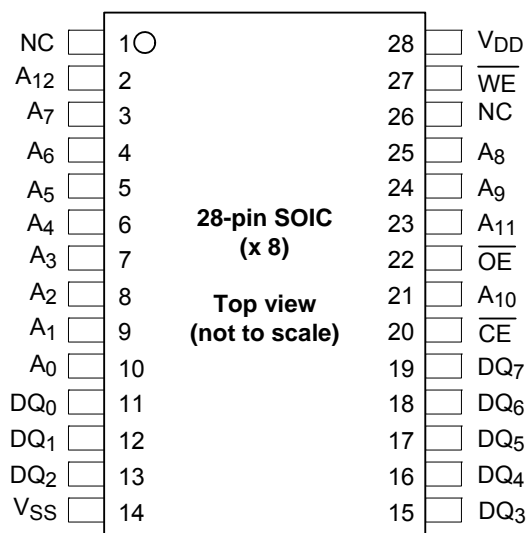 NC 1 28 VDD
A12 2 27 W̅E̅
A7 3 26 NC
A6 4 25 A8
A5 5 24 A9
A4 6 28-pin SOIC 23 A11
A3 7 (x 8) 22 O̅E̅
A2 8 Top view 21 A10
A1 9 (not to scale) 20 C̅E̅
A0 10 19 DQ7
DQ0 11 18 DQ6
DQ1 12 17 DQ5
DQ2 13 16 DQ4
VSS 14 15 DQ3